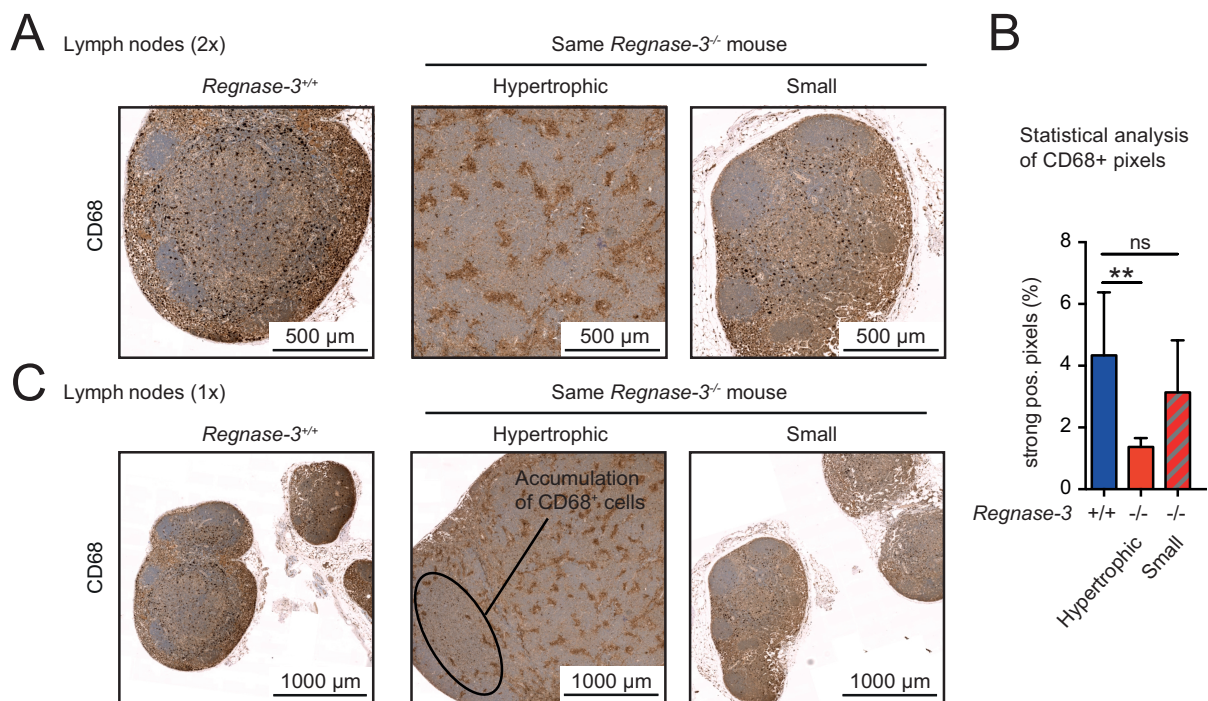 A
Lymph nodes (2x)
Same Regnase-3-/- mouse
Regnase-3+/+
Hypertrophic
Small
CD68
500 µm
500 µm
500 µm
B
Statistical analysis
of CD68+ pixels
strong pos. pixels (%)
8
6
4
2
0
ns
**
Regnase-3
+/+
-/-
-/-
Hypertrophic
Small
C
Lymph nodes (1x)
Same Regnase-3-/- mouse
Regnase-3+/+
Hypertrophic
Small
CD68
Accumulation
of CD68+ cells
1000 µm
1000 µm
1000 µm